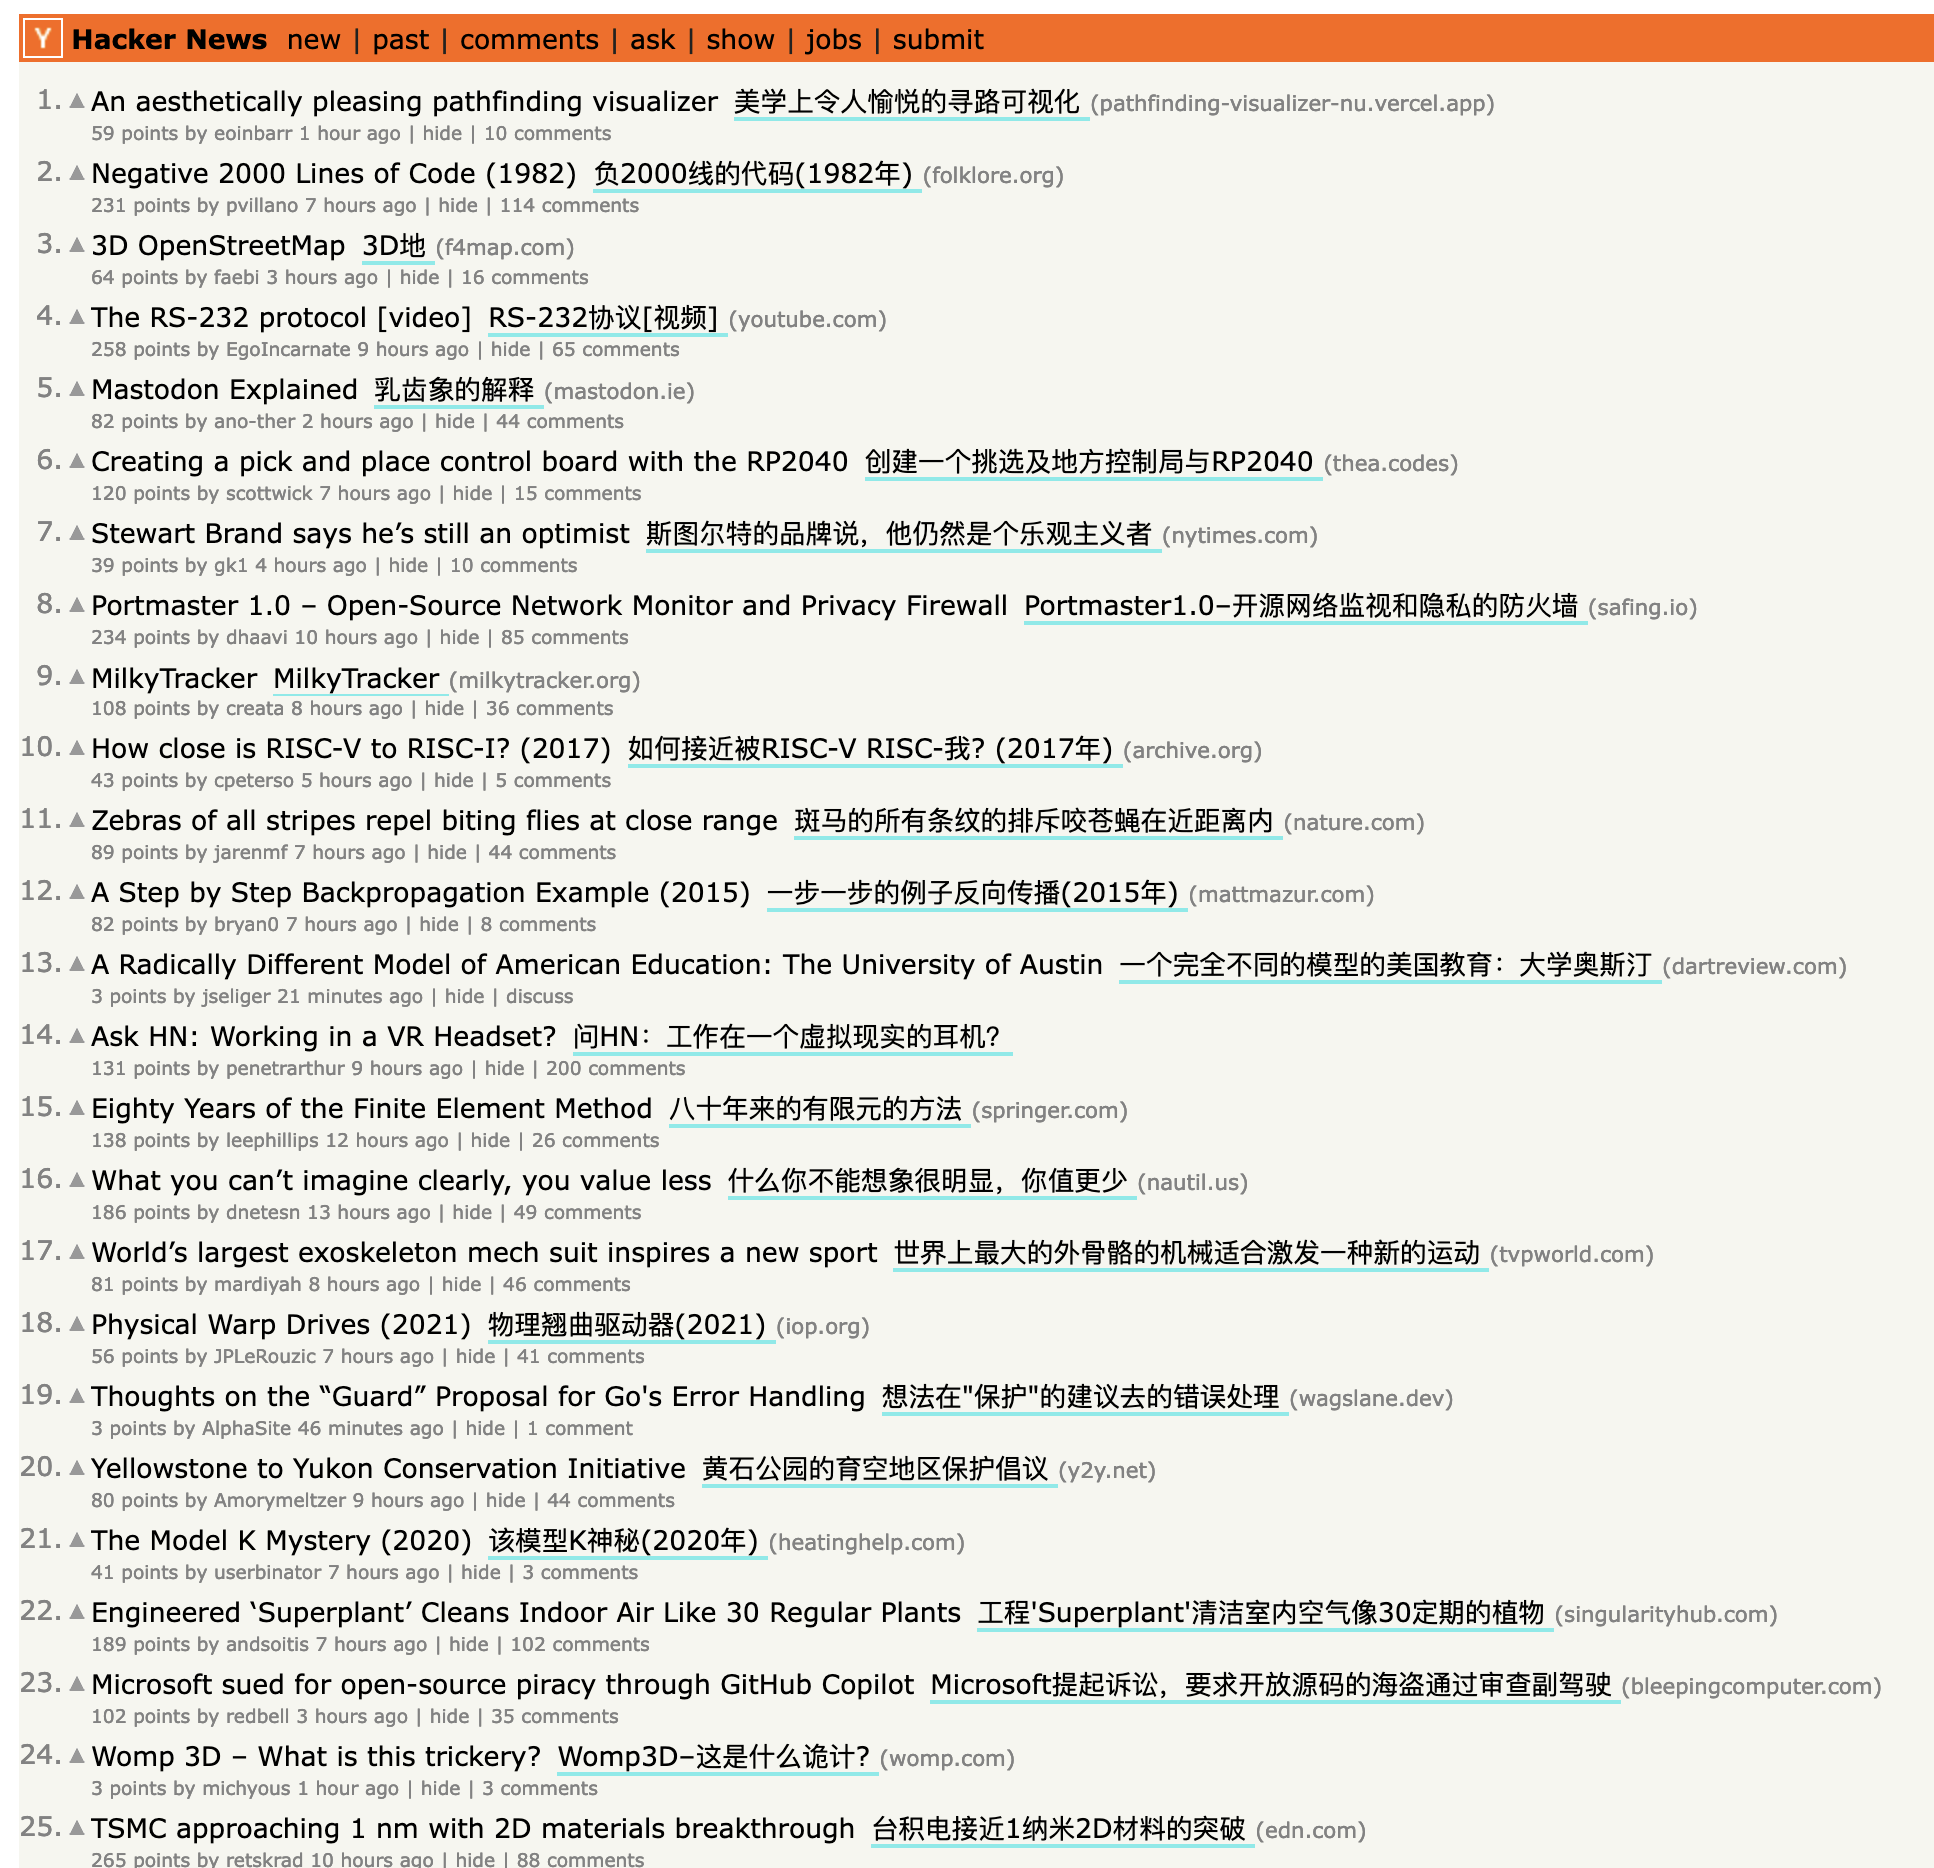 Y Hacker News new | past | comments | ask | show | jobs | submit
1. ▲ An aesthetically pleasing pathfinding visualizer 美学上令人愉悦的寻路可视化 (pathfinding-visualizer-nu.vercel.app)
59 points by eoinbarr 1 hour ago | hide | 10 comments
2. ▲ Negative 2000 Lines of Code (1982) 负2000线的代码(1982年) (folklore.org)
231 points by pvillano 7 hours ago | hide | 114 comments
3. ▲ 3D OpenStreetMap 3D地 (f4map.com)
64 points by faebi 3 hours ago | hide | 16 comments
4. ▲ The RS-232 protocol [video] RS-232协议[视频] (youtube.com)
258 points by EgoIncarnate 9 hours ago | hide | 65 comments
5. ▲ Mastodon Explained 乳齿象的解释 (mastodon.ie)
82 points by ano-ther 2 hours ago | hide | 44 comments
6. ▲ Creating a pick and place control board with the RP2040 创建一个挑选及地方控制局与RP2040 (thea.codes)
120 points by scottwick 7 hours ago | hide | 15 comments
7. ▲ Stewart Brand says he’s still an optimist 斯图尔特的品牌说，他仍然是个乐观主义者 (nytimes.com)
39 points by gk1 4 hours ago | hide | 10 comments
8. ▲ Portmaster 1.0 – Open-Source Network Monitor and Privacy Firewall Portmaster1.0–开源网络监视和隐私的防火墙 (safing.io)
234 points by dhaavi 10 hours ago | hide | 85 comments
9. ▲ MilkyTracker MilkyTracker (milkytracker.org)
108 points by creata 8 hours ago | hide | 36 comments
10. ▲ How close is RISC-V to RISC-I? (2017) 如何接近被RISC-V RISC-我? (2017年) (archive.org)
43 points by cpeterso 5 hours ago | hide | 5 comments
11. ▲ Zebras of all stripes repel biting flies at close range 斑马的所有条纹的排斥咬苍蝇在近距离内 (nature.com)
89 points by jarenmf 7 hours ago | hide | 44 comments
12. ▲ A Step by Step Backpropagation Example (2015) 一步一步的例子反向传播(2015年) (mattmazur.com)
82 points by bryan0 7 hours ago | hide | 8 comments
13. ▲ A Radically Different Model of American Education: The University of Austin 一个完全不同的模型的美国教育：大学奥斯汀 (dartreview.com)
3 points by jseliger 21 minutes ago | hide | discuss
14. ▲ Ask HN: Working in a VR Headset? 问HN：工作在一个虚拟现实的耳机?
131 points by penetrarthur 9 hours ago | hide | 200 comments
15. ▲ Eighty Years of the Finite Element Method 八十年来的有限元的方法 (springer.com)
138 points by leephillips 12 hours ago | hide | 26 comments
16. ▲ What you can’t imagine clearly, you value less 什么你不能想象很明显，你值更少 (nautil.us)
186 points by dnetesn 13 hours ago | hide | 49 comments
17. ▲ World’s largest exoskeleton mech suit inspires a new sport 世界上最大的外骨骼的机械适合激发一种新的运动 (tvpworld.com)
81 points by mardiyah 8 hours ago | hide | 46 comments
18. ▲ Physical Warp Drives (2021) 物理翘曲驱动器(2021) (iop.org)
56 points by JPLeRouzic 7 hours ago | hide | 41 comments
19. ▲ Thoughts on the “Guard” Proposal for Go's Error Handling 想法在"保护"的建议去的错误处理 (wagslane.dev)
3 points by AlphaSite 46 minutes ago | hide | 1 comment
20. ▲ Yellowstone to Yukon Conservation Initiative 黄石公园的育空地区保护倡议 (y2y.net)
80 points by Amorymeltzer 9 hours ago | hide | 44 comments
21. ▲ The Model K Mystery (2020) 该模型K神秘(2020年) (heatinghelp.com)
41 points by userbinator 7 hours ago | hide | 3 comments
22. ▲ Engineered ‘Superplant’ Cleans Indoor Air Like 30 Regular Plants 工程'Superplant'清洁室内空气像30定期的植物 (singularityhub.com)
189 points by andsoitis 7 hours ago | hide | 102 comments
23. ▲ Microsoft sued for open-source piracy through GitHub Copilot Microsoft提起诉讼，要求开放源码的海盗通过审查副驾驶 (bleepingcomputer.com)
102 points by redbell 3 hours ago | hide | 35 comments
24. ▲ Womp 3D – What is this trickery? Womp3D–这是什么诡计? (womp.com)
3 points by michyous 1 hour ago | hide | 3 comments
25. ▲ TSMC approaching 1 nm with 2D materials breakthrough 台积电接近1纳米2D材料的突破 (edn.com)
265 points by retskrad 10 hours ago | hide | 88 comments